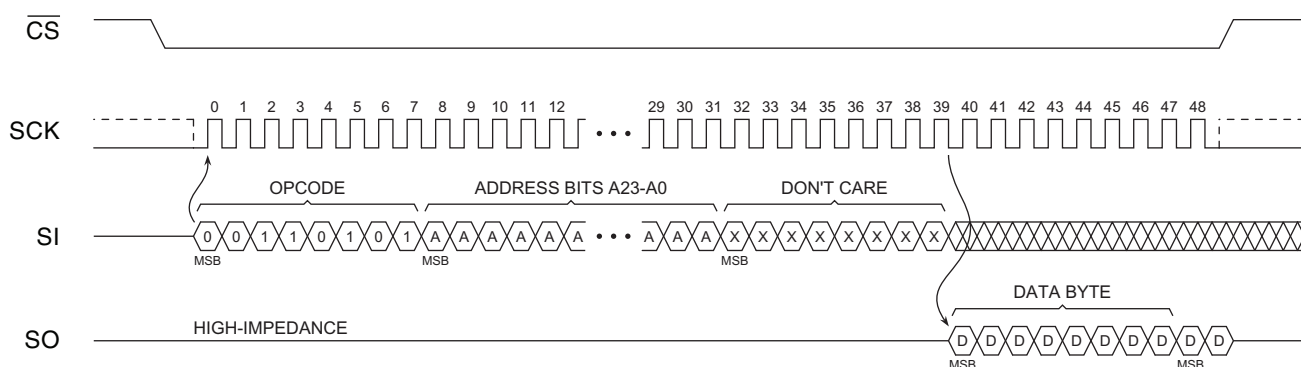 CS
0 1 2 3 4 5 6 7 8 9 10 11 12 29 30 31 32 33 34 35 36 37 38 39 40 41 42 43 44 45 46 47 48
SCK
OPCODE ADDRESS BITS A23-A0 DON'T CARE
SI 0 0 1 1 0 1 0 1 A A A A A A A A A X X X X X X X X
MSB MSB MSB
DATA BYTE
HIGH-IMPEDANCE
SO D D D D D D D D D D
MSB MSB